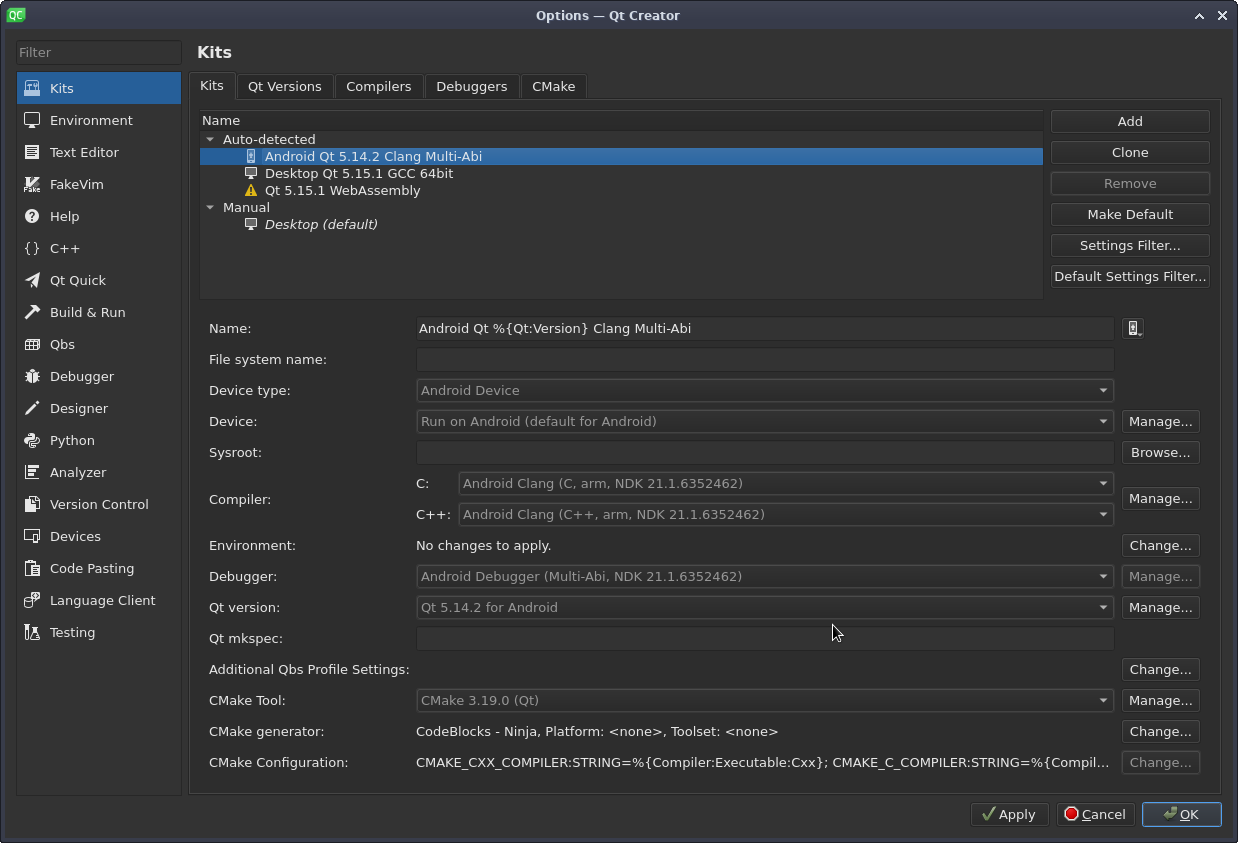 QC
Options — Qt Creator
Filter
Kits
Environment
Text Editor
FakeVim
Help
C++
Qt Quick
Build & Run
Qbs
Debugger
Designer
Python
Analyzer
Version Control
Devices
Code Pasting
Language Client
Testing
Kits
Kits Qt Versions Compilers Debuggers CMake
Name
Auto-detected
Android Qt 5.14.2 Clang Multi-Abi
Desktop Qt 5.15.1 GCC 64bit
Qt 5.15.1 WebAssembly
Manual
Desktop (default)
Add
Clone
Remove
Make Default
Settings Filter...
Default Settings Filter...
Name: Android Qt %{Qt:Version} Clang Multi-Abi
File system name:
Device type: Android Device
Device: Run on Android (default for Android) Manage...
Sysroot: Browse...
Compiler: C: Android Clang (C, arm, NDK 21.1.6352462)
C++: Android Clang (C++, arm, NDK 21.1.6352462) Manage...
Environment: No changes to apply. Change...
Debugger: Android Debugger (Multi-Abi, NDK 21.1.6352462) Manage...
Qt version: Qt 5.14.2 for Android Manage...
Qt mkspec:
Additional Qbs Profile Settings: Change...
CMake Tool: CMake 3.19.0 (Qt) Manage...
CMake generator: CodeBlocks - Ninja, Platform: <none>, Toolset: <none> Change...
CMake Configuration: CMAKE_CXX_COMPILER:STRING=%{Compiler:Executable:Cxx}; CMAKE_C_COMPILER:STRING=%{Compil... Change...
Apply Cancel OK